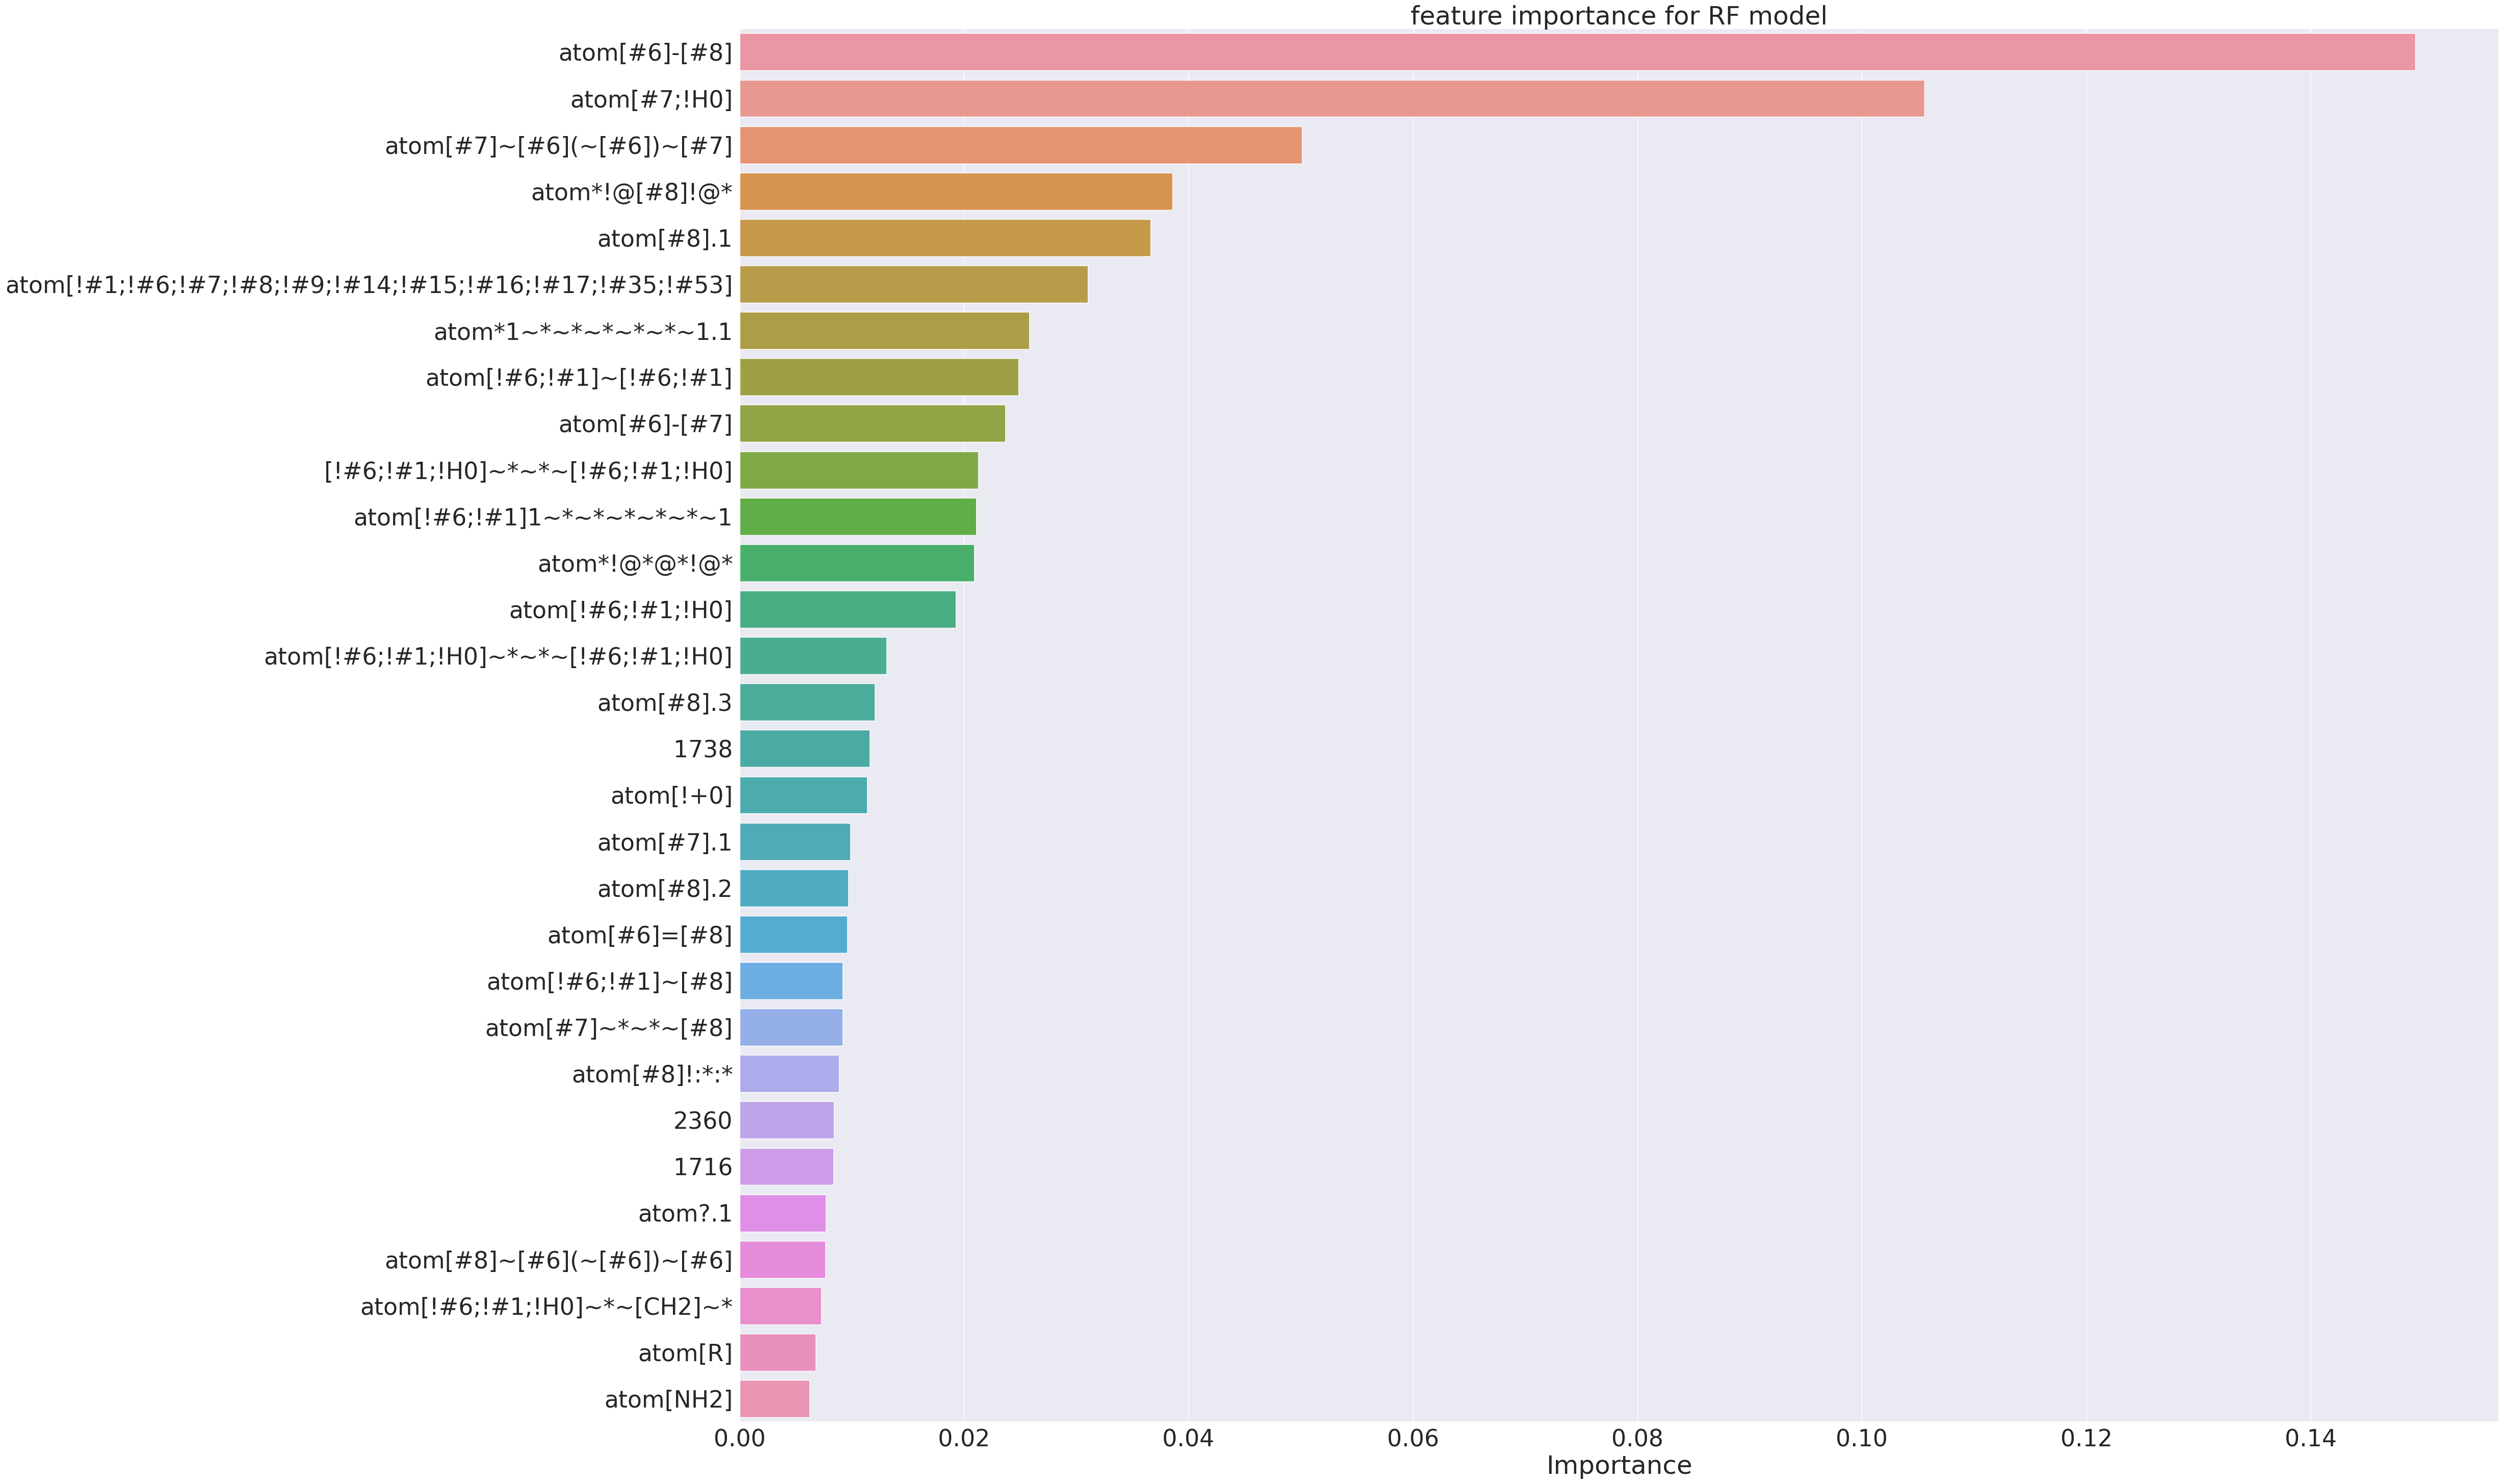 feature importance for RF model
atom[#6]-[#8]
atom[#7;!H0]
atom[#7]~[#6](~[#6])~[#7]
atom*!@[#8]!@*
atom[#8].1
atom[!#1;!#6;!#7;!#8;!#9;!#14;!#15;!#16;!#17;!#35;!#53]
atom*1~*~*~*~*~*~1.1
atom[!#6;!#1]~[!#6;!#1]
atom[#6]-[#7]
[!#6;!#1;!H0]~*~*~[!#6;!#1;!H0]
atom[!#6;!#1]1~*~*~*~*~*~1
atom*!@*@*!@*
atom[!#6;!#1;!H0]
atom[!#6;!#1;!H0]~*~*~[!#6;!#1;!H0]
atom[#8].3
1738
atom[!+0]
atom[#7].1
atom[#8].2
atom[#6]=[#8]
atom[!#6;!#1]~[#8]
atom[#7]~*~*~[#8]
atom[#8]!:*:*
2360
1716
atom?.1
atom[#8]~[#6](~[#6])~[#6]
atom[!#6;!#1;!H0]~*~[CH2]~*
atom[R]
atom[NH2]
0.00 0.02 0.04 0.06 0.08 0.10 0.12 0.14
Importance